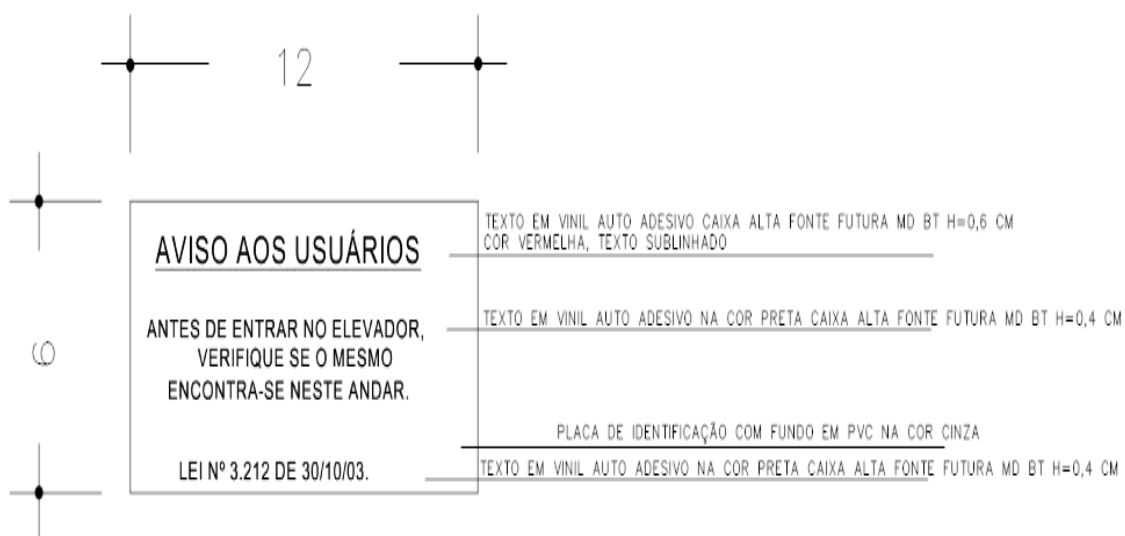 12
AVISO AOS USUÁRIOS
TEXTO EM VINIL AUTO ADESIVO CAIXA ALTA FONTE FUTURA MD BT H=0,6 CM
COR VERMELHA, TEXTO SUBLINHADO
ANTES DE ENTRAR NO ELEVADOR,
VERIFIQUE SE O MESMO
ENCONTRA-SE NESTE ANDAR.
TEXTO EM VINIL AUTO ADESIVO NA COR PRETA CAIXA ALTA FONTE FUTURA MD BT H=0,4 CM
PLACA DE IDENTIFICAÇÃO COM FUNDO EM PVC NA COR CINZA
LEI Nº 3.212 DE 30/10/03.
TEXTO EM VINIL AUTO ADESIVO NA COR PRETA CAIXA ALTA FONTE FUTURA MD BT H=0,4 CM